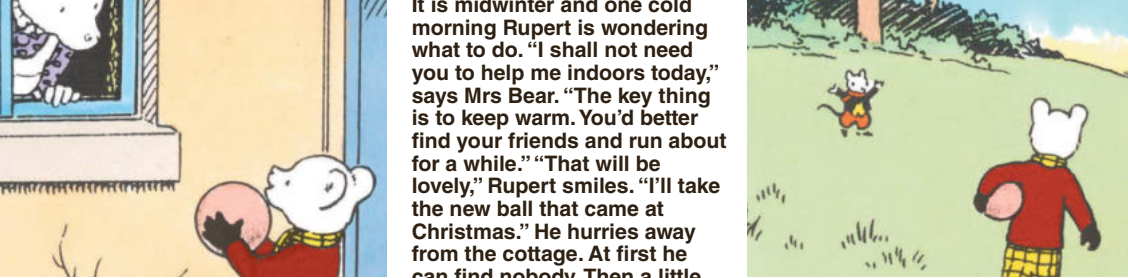 It is midwinter and one cold
morning Rupert is wondering
what to do. “I shall not need
you to help me indoors today,”
says Mrs Bear. “The key thing
is to keep warm. You’d better
find your friends and run about
for a while.” “That will be
lovely,” Rupert smiles. “I’ll take
the new ball that came at
Christmas.” He hurries away
from the cottage. At first he
can find nobody. Then a little